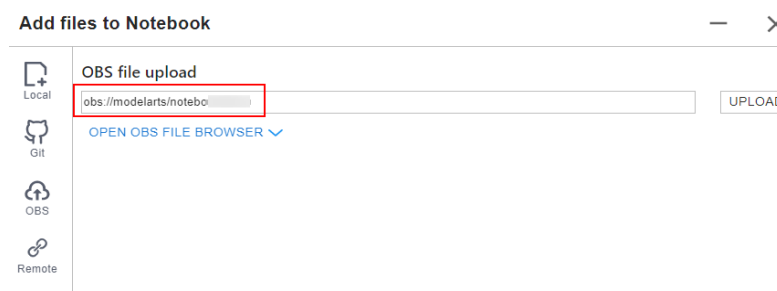 Add files to Notebook
OBS file upload
Local
obs://modelarts/notebo
UPLOAD
OPEN OBS FILE BROWSER
Git
OBS
Remote